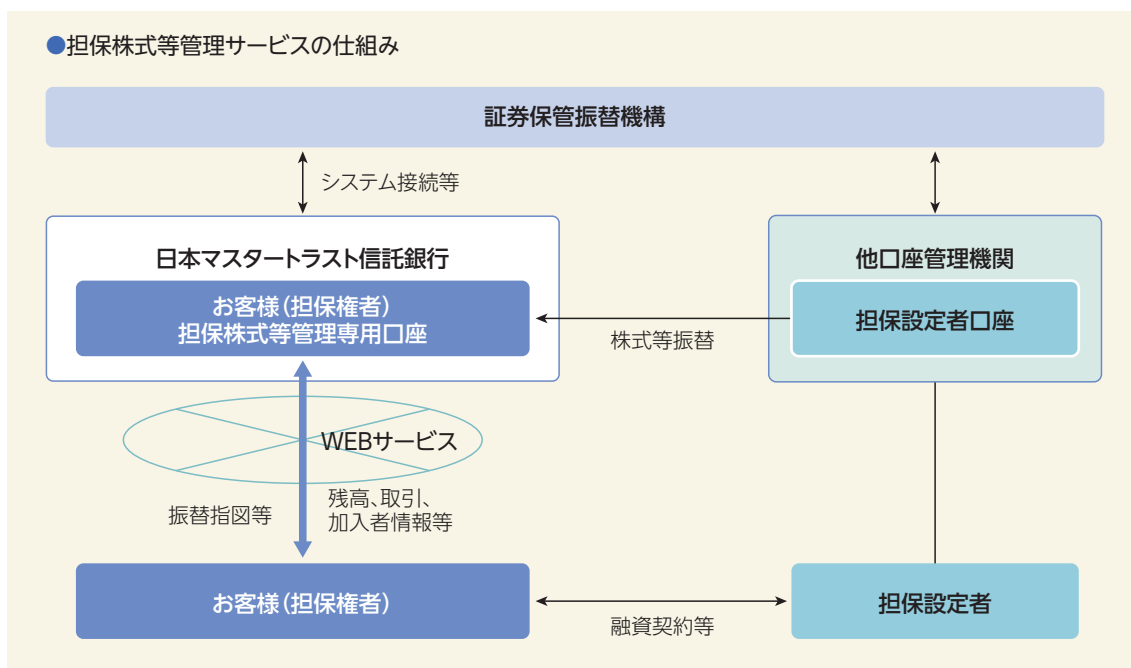 ●担保株式等管理サービスの仕組み
証券保管振替機構
システム接続等
日本マスタートラスト信託銀行
他口座管理機関
お客様（担保権者）
担保株式等管理専用口座
担保設定者口座
株式等振替
WEBサービス
振替指図等
残高、取引、
加入者情報等
お客様（担保権者）
担保設定者
融資契約等